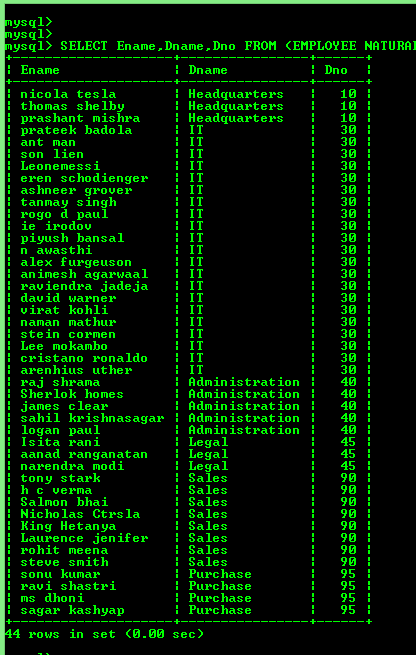 mysql>
mysql>
mysql> SELECT Ename,Dname,Dno FROM (EMPLOYEE NATURAL
+--------------------+----------------+------+
| Ename | Dname | Dno |
+--------------------+----------------+------+
| nicola tesla | Headquarters | 10 |
| thomas shelby | Headquarters | 10 |
| prashant mishra | Headquarters | 10 |
| prateek badola | IT | 30 |
| ant man | IT | 30 |
| son lien | IT | 30 |
| Leonemessi | IT | 30 |
| eren schodienger | IT | 30 |
| ashneer grover | IT | 30 |
| tanmay singh | IT | 30 |
| rogo d paul | IT | 30 |
| ie irodov | IT | 30 |
| piyush bansal | IT | 30 |
| n awasthi | IT | 30 |
| alex furgeuson | IT | 30 |
| animesh agarwaal | IT | 30 |
| raviendra jadeja | IT | 30 |
| david warner | IT | 30 |
| virat kohli | IT | 30 |
| naman mathur | IT | 30 |
| stein cormen | IT | 30 |
| Lee mokambo | IT | 30 |
| cristano ronaldo | IT | 30 |
| arenhius uther | IT | 30 |
| raj shrama | Administration | 40 |
| Sherlok homes | Administration | 40 |
| james clear | Administration | 40 |
| sahil krishnasagar | Administration | 40 |
| logan paul | Administration | 40 |
| Isita rani | Legal | 45 |
| aanad ranganatan | Legal | 45 |
| narendra modi | Legal | 45 |
| tony stark | Sales | 90 |
| h c verma | Sales | 90 |
| Salmon bhai | Sales | 90 |
| Nicholas Ctrsla | Sales | 90 |
| King Hetanya | Sales | 90 |
| Laurence jenifer | Sales | 90 |
| rohit meena | Sales | 90 |
| steve smith | Sales | 90 |
| sonu kumar | Purchase | 95 |
| ravi shastri | Purchase | 95 |
| ms dhoni | Purchase | 95 |
| sagar kashyap | Purchase | 95 |
+--------------------+----------------+------+
44 rows in set (0.00 sec)